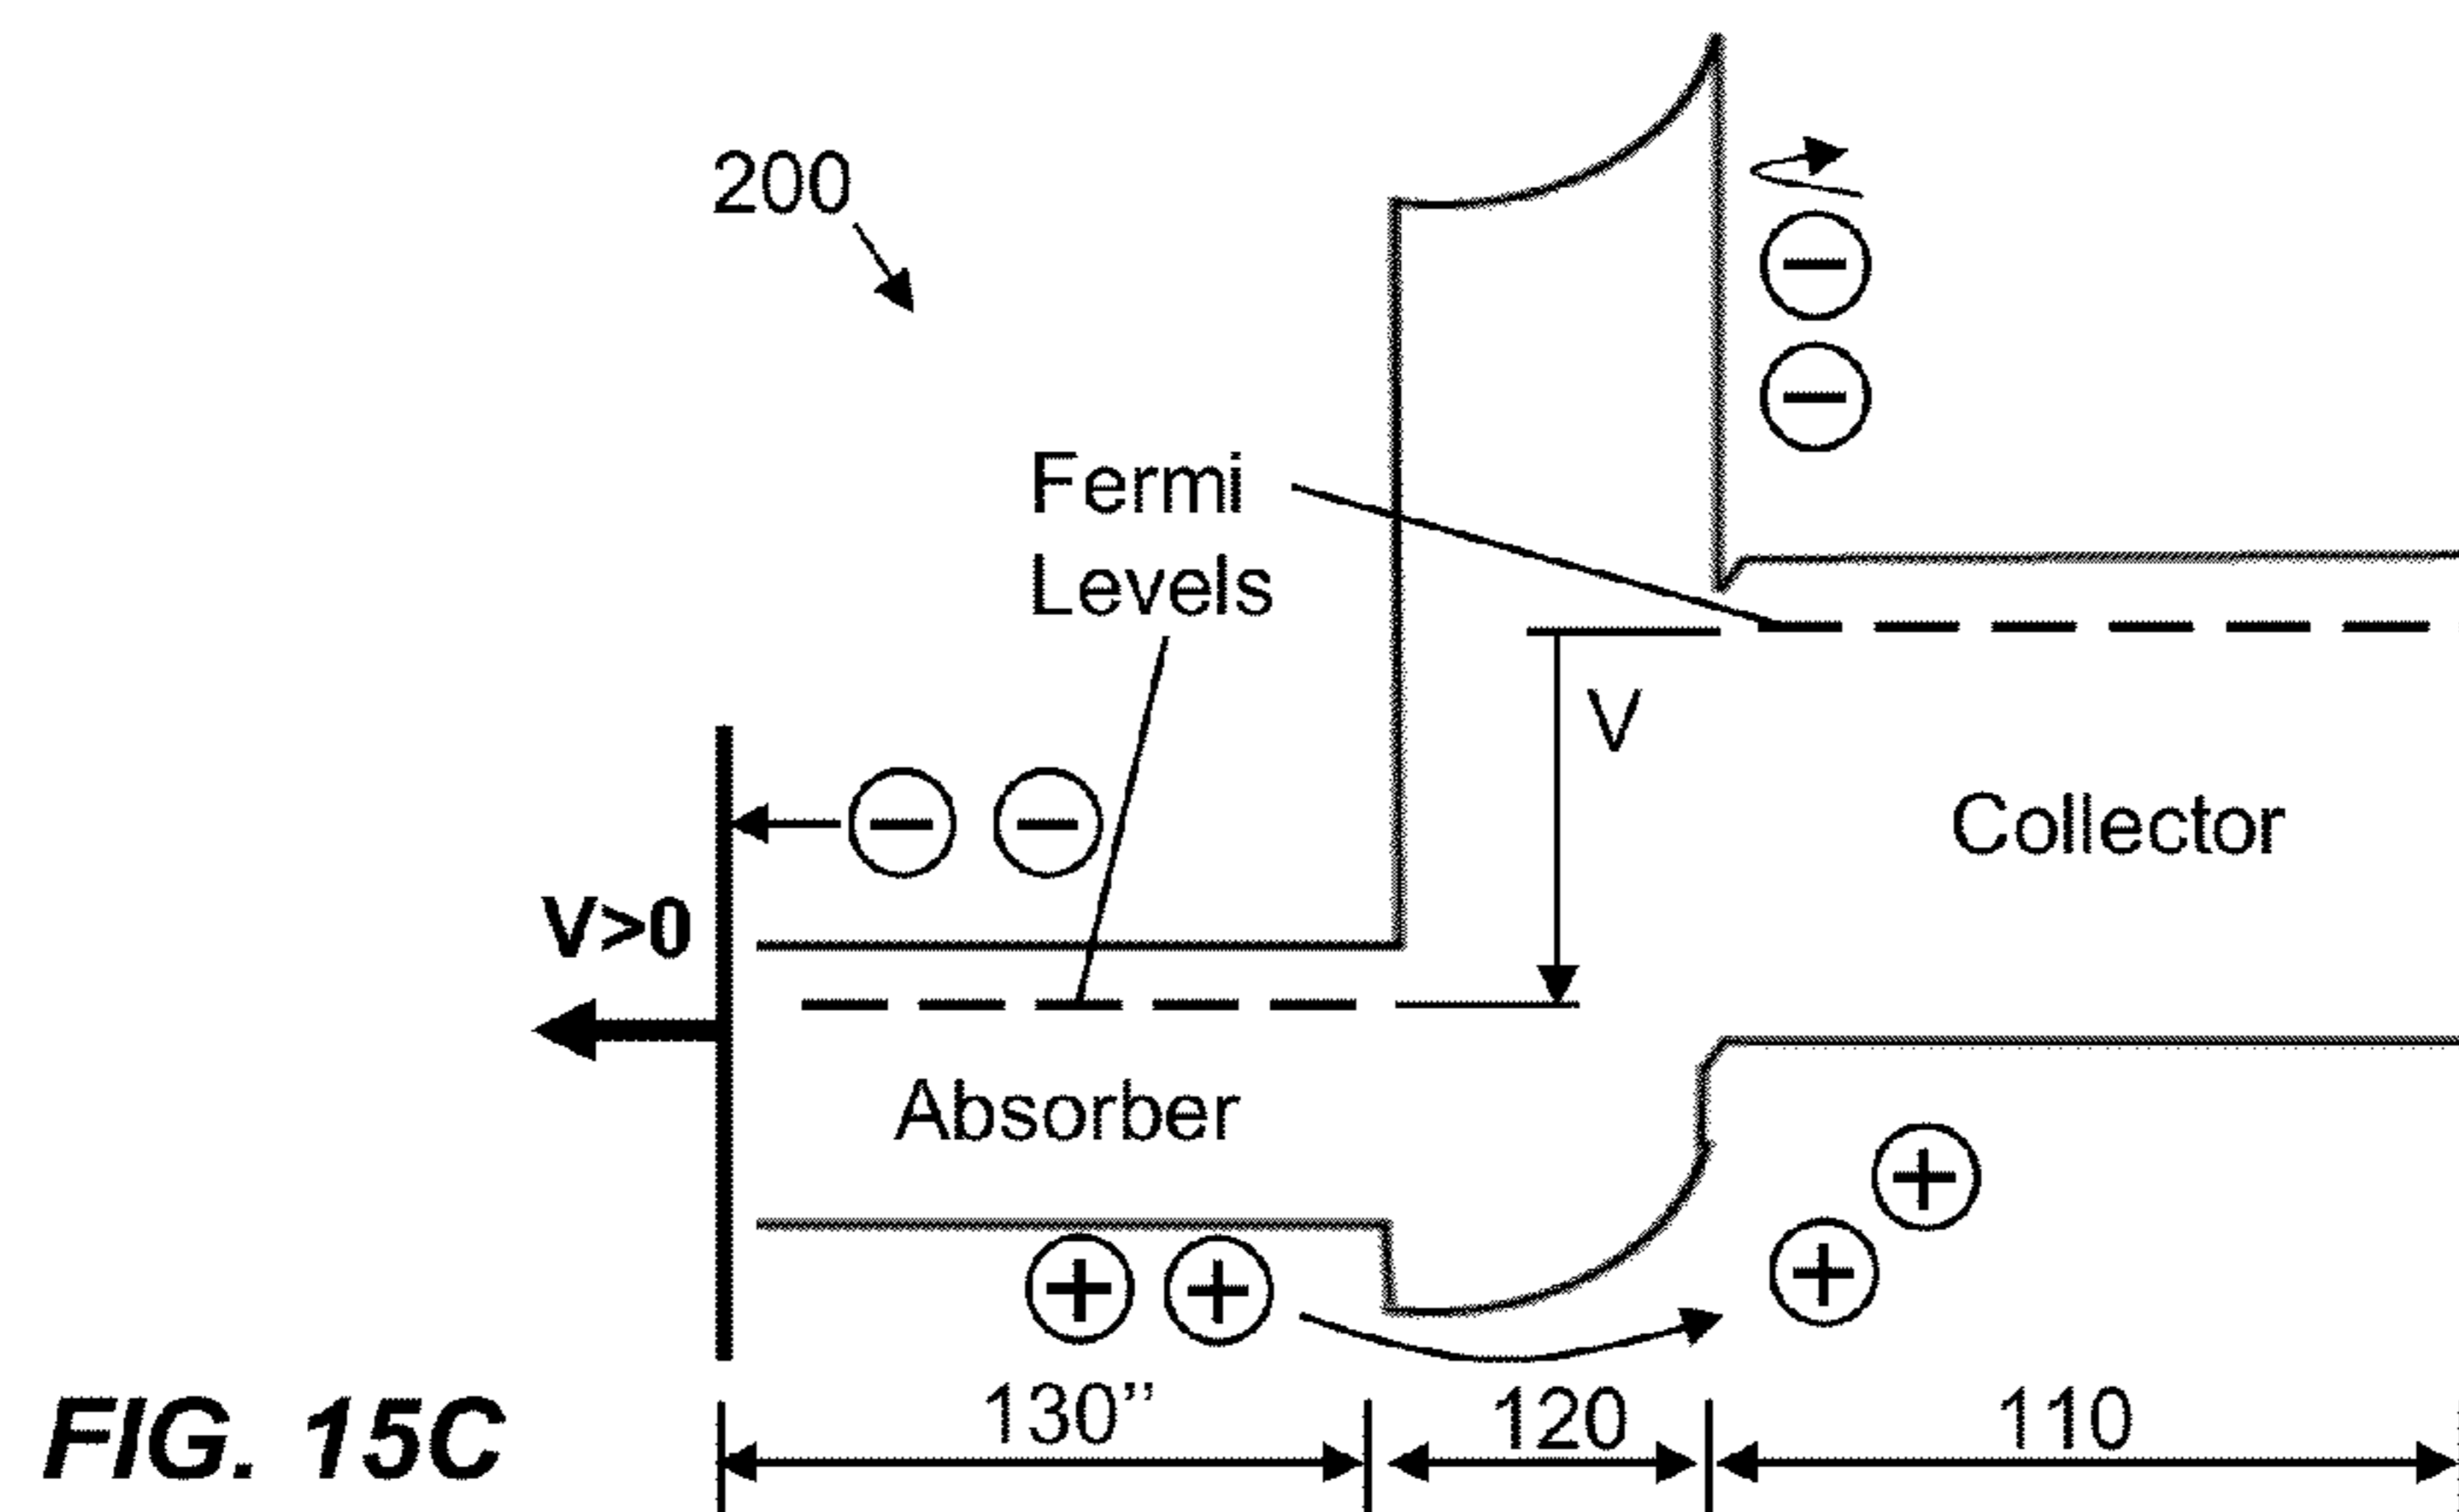 200
Fermi
Levels
V
Collector
V>0
Absorber
FIG. 15C
130’’
120
110